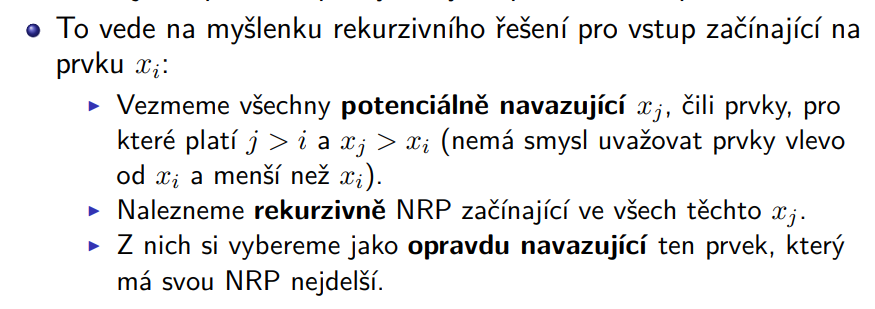 To vede na myšlenku rekurzivního řešení pro vstup začínající na
prvku x_i:
Vezmeme všechny potenciálně navazující x_j, čili prvky, pro
které platí j > i a x_j > x_i (nemá smysl uvažovat prvky vlevo
od x_i a menší než x_i).
Nalezneme rekurzivně NRP začínající ve všech těchto x_j.
Z nich si vybereme jako opravdu navazující ten prvek, který
má svou NRP nejdelší.